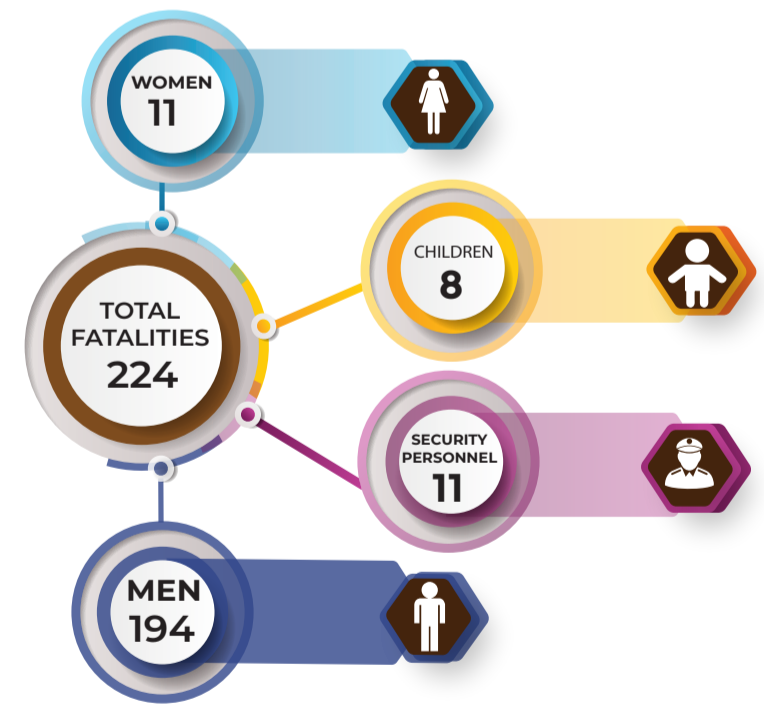 WOMEN
11
CHILDREN
8
TOTAL
FATALITIES
224
SECURITY
PERSONNEL
11
MEN
194